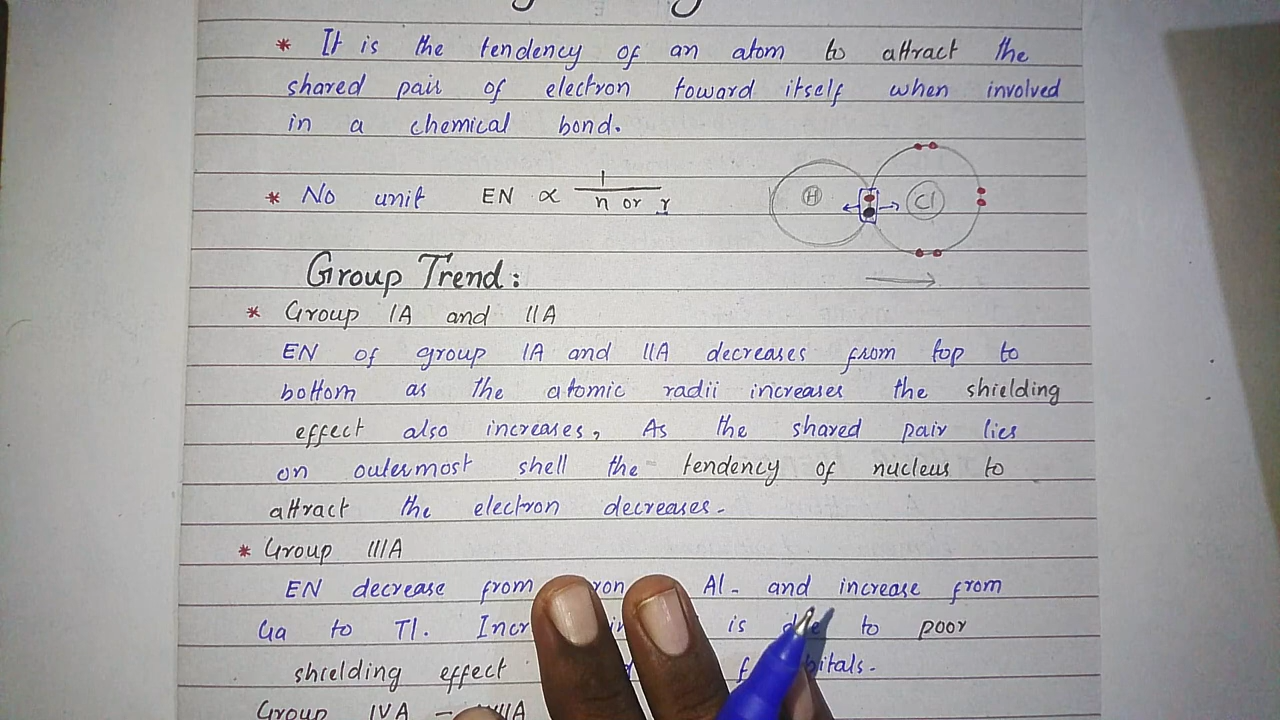 * It is the tendency of an atom to attract the
shared pair of electron toward itself when involved
in a chemical bond.
* No unit EN ∝ 1 / n or r
H Cl
Group Trend:
* Group IA and IIA
EN of group IA and IIA decreases from top to
bottom as the atomic radii increases the shielding
effect also increases, As the shared pair lies
on outermost shell the tendency of nucleus to
attract the electron decreases.
* Group IIIA
EN decrease from Al. and increase from
Ga to Tl. is due to poor
shielding effect
Group IVA –